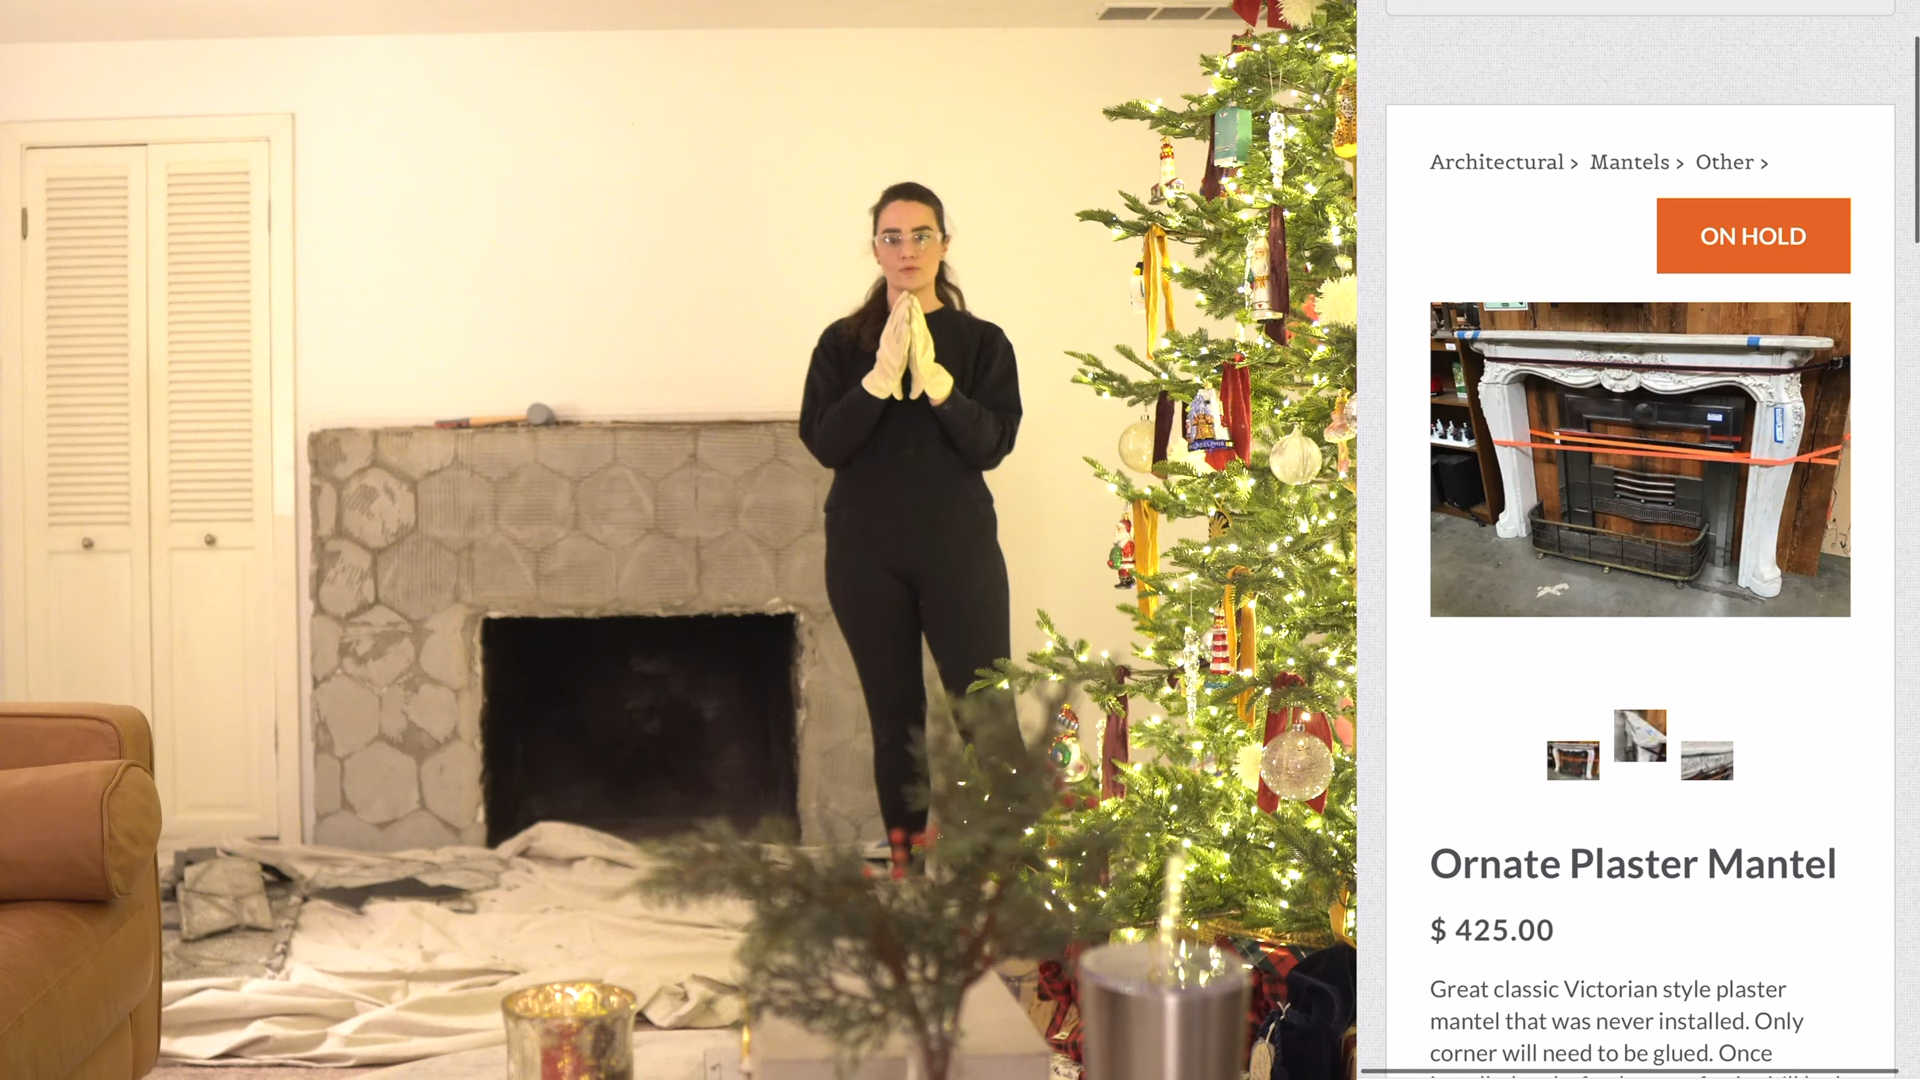 Architectural > Mantels > Other >
ON HOLD
Ornate Plaster Mantel
$ 425.00
Great classic Victorian style plaster
mantel that was never installed. Only
corner will need to be glued. Once